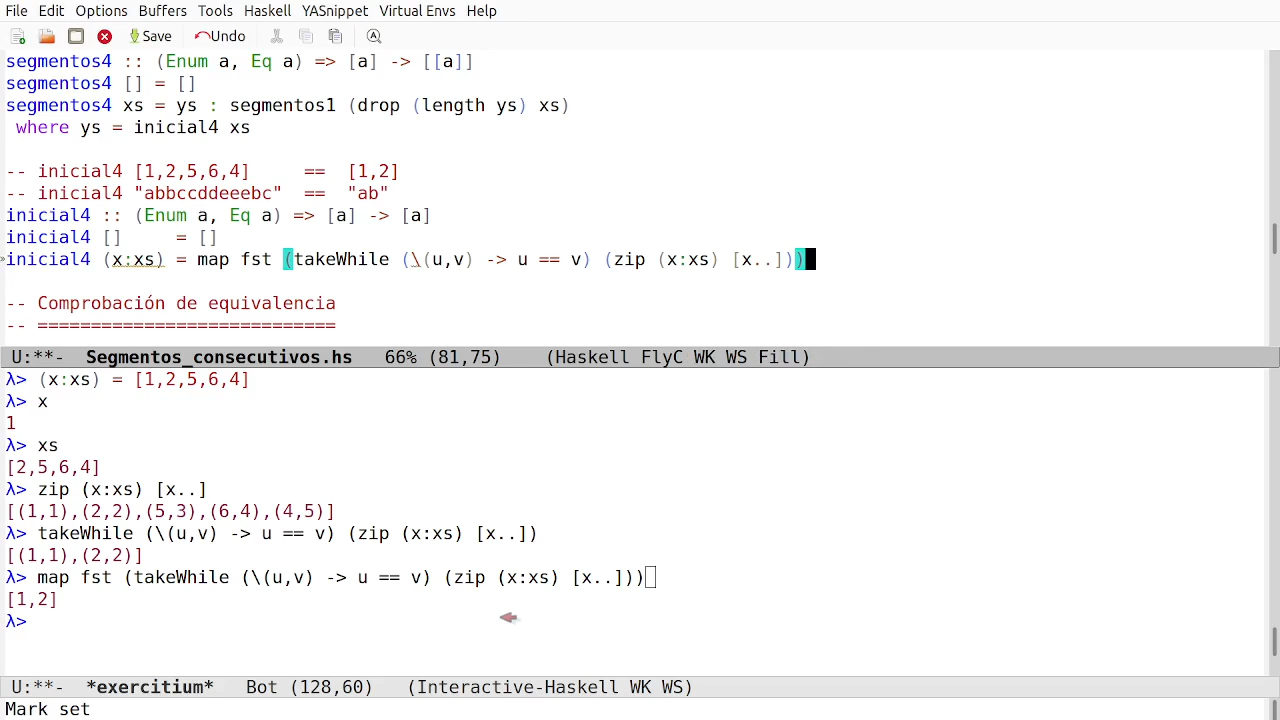 File Edit Options Buffers Tools Haskell YASnippet Virtual Envs Help
Save Undo
segmentos4 :: (Enum a, Eq a) => [a] -> [[a]]
segmentos4 [] = []
segmentos4 xs = ys : segmentos1 (drop (length ys) xs)
 where ys = inicial4 xs
-- inicial4 [1,2,5,6,4]     ==  [1,2]
-- inicial4 "abbccddeeebc"  ==  "ab"
inicial4 :: (Enum a, Eq a) => [a] -> [a]
inicial4 []     = []
inicial4 (x:xs) = map fst (takeWhile (\(u,v) -> u == v) (zip (x:xs) [x..]))
-- Comprobación de equivalencia
-- ============================
U:**-  Segmentos_consecutivos.hs   66% (81,75)    (Haskell FlyC WK WS Fill)
λ> (x:xs) = [1,2,5,6,4]
λ> x
1
λ> xs
[2,5,6,4]
λ> zip (x:xs) [x..]
[(1,1),(2,2),(5,3),(6,4),(4,5)]
λ> takeWhile (\(u,v) -> u == v) (zip (x:xs) [x..])
[(1,1),(2,2)]
λ> map fst (takeWhile (\(u,v) -> u == v) (zip (x:xs) [x..]))
[1,2]
λ>
U:**-  *exercitium*   Bot (128,60)   (Interactive-Haskell WK WS)
Mark set